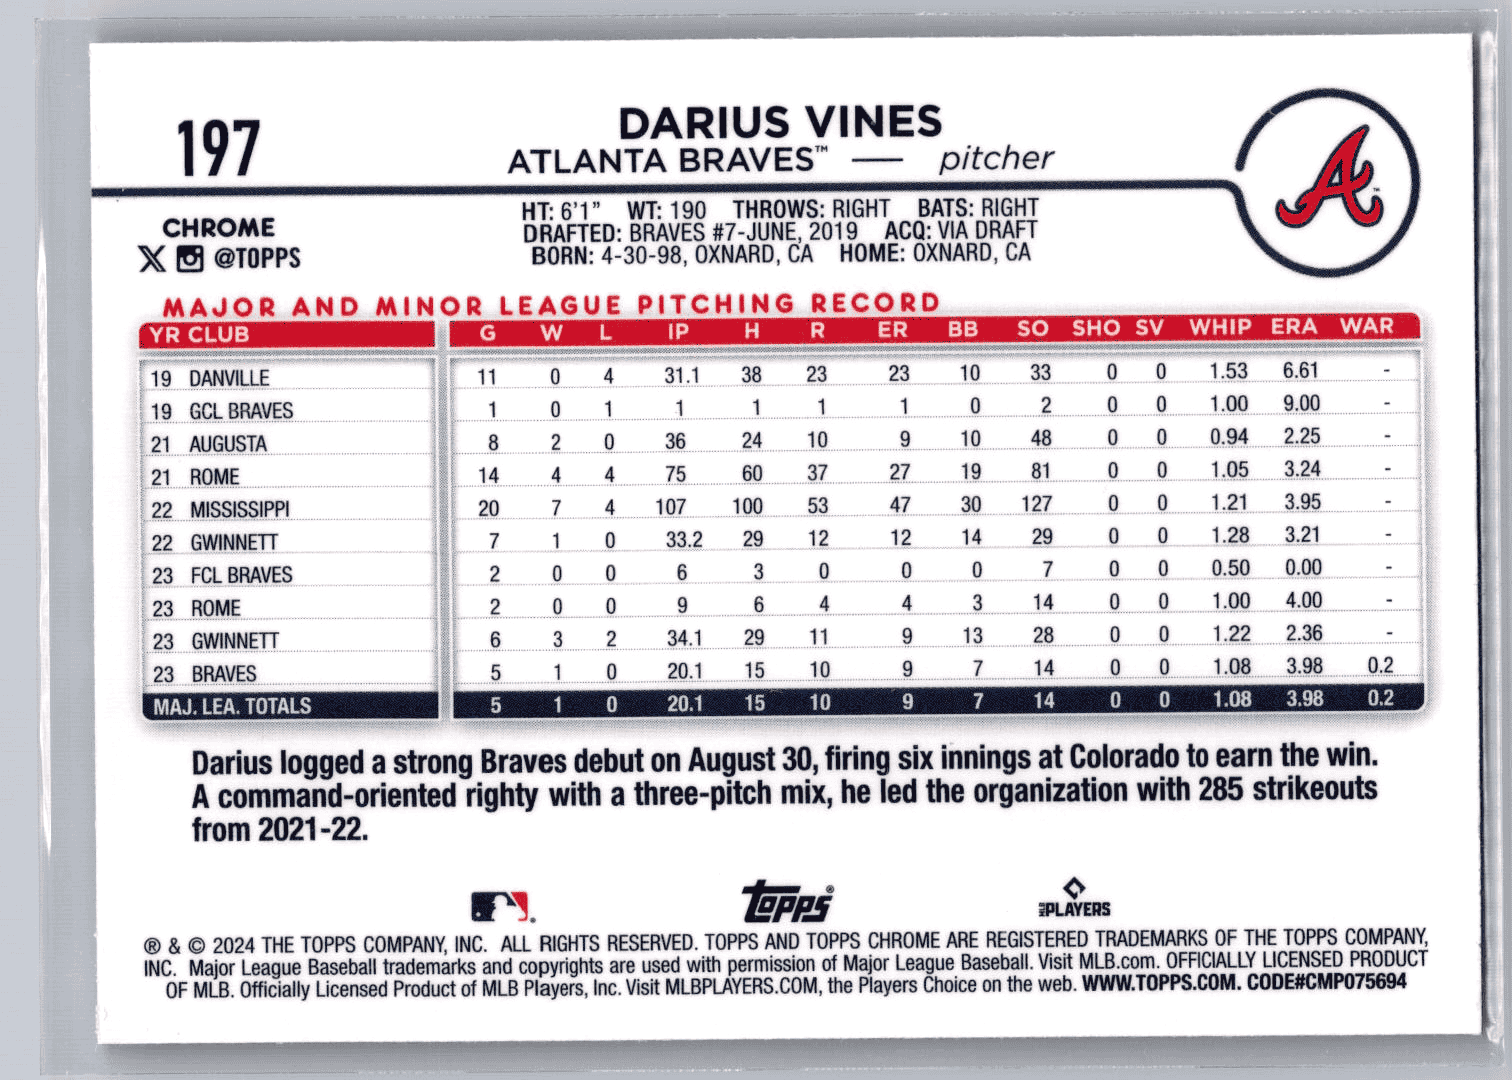 197
DARIUS VINES
ATLANTA BRAVES™ — pitcher
A™
CHROME
X @TOPPS
HT: 6'1" WT: 190 THROWS: RIGHT BATS: RIGHT
DRAFTED: BRAVES #7-JUNE, 2019 ACQ: VIA DRAFT
BORN: 4-30-98, OXNARD, CA HOME: OXNARD, CA
MAJOR AND MINOR LEAGUE PITCHING RECORD
YR CLUB G W L IP H R ER BB SO SHO SV WHIP ERA WAR
19 DANVILLE 11 0 4 31.1 38 23 23 10 33 0 0 1.53 6.61 -
19 GCL BRAVES 1 0 1 1 1 1 1 0 2 0 0 1.00 9.00 -
21 AUGUSTA 8 2 0 36 24 10 9 10 48 0 0 0.94 2.25 -
21 ROME 14 4 4 75 60 37 27 19 81 0 0 1.05 3.24 -
22 MISSISSIPPI 20 7 4 107 100 53 47 30 127 0 0 1.21 3.95 -
22 GWINNETT 7 1 0 33.2 29 12 12 14 29 0 0 1.28 3.21 -
23 FCL BRAVES 2 0 0 6 3 0 0 0 7 0 0 0.50 0.00 -
23 ROME 2 0 0 9 6 4 4 3 14 0 0 1.00 4.00 -
23 GWINNETT 6 3 2 34.1 29 11 9 13 28 0 0 1.22 2.36 -
23 BRAVES 5 1 0 20.1 15 10 9 7 14 0 0 1.08 3.98 0.2
MAJ. LEA. TOTALS 5 1 0 20.1 15 10 9 7 14 0 0 1.08 3.98 0.2
Darius logged a strong Braves debut on August 30, firing six innings at Colorado to earn the win.
A command-oriented righty with a three-pitch mix, he led the organization with 285 strikeouts
from 2021-22.
topps® MLB PLAYERS
® & © 2024 THE TOPPS COMPANY, INC. ALL RIGHTS RESERVED. TOPPS AND TOPPS CHROME ARE REGISTERED TRADEMARKS OF THE TOPPS COMPANY,
INC. Major League Baseball trademarks and copyrights are used with permission of Major League Baseball. Visit MLB.com. OFFICIALLY LICENSED PRODUCT
OF MLB. Officially Licensed Product of MLB Players, Inc. Visit MLBPLAYERS.COM, the Players Choice on the web. WWW.TOPPS.COM. CODE#CMP075694